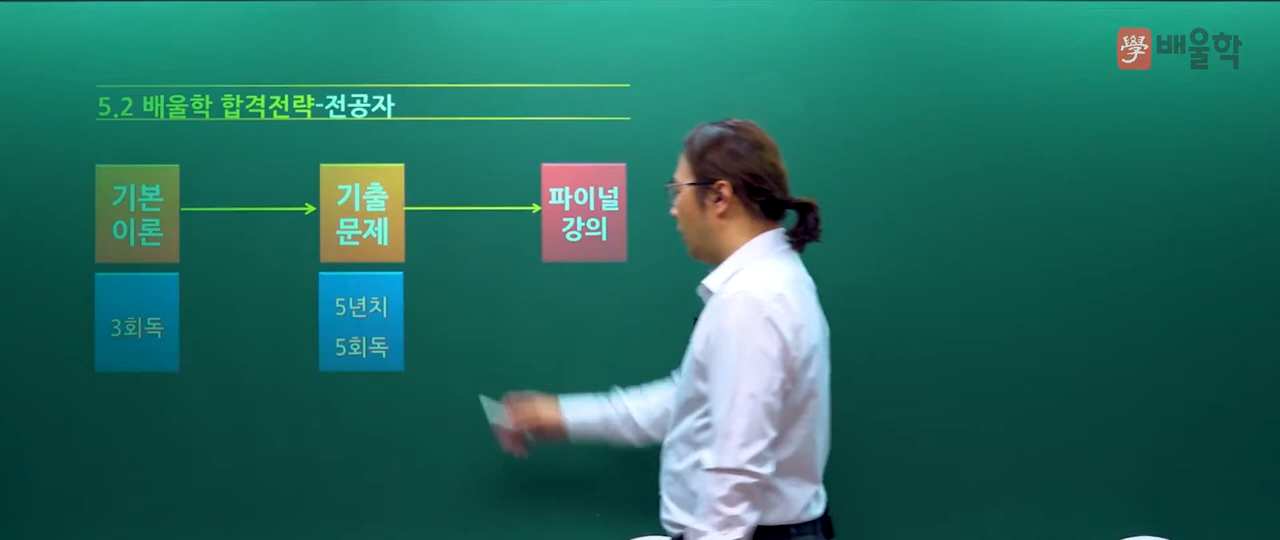 學 배울학
5.2 배울학 합격전략-전공자
기본
이론
기출
문제
파이널
강의
3회독
5년치
5회독